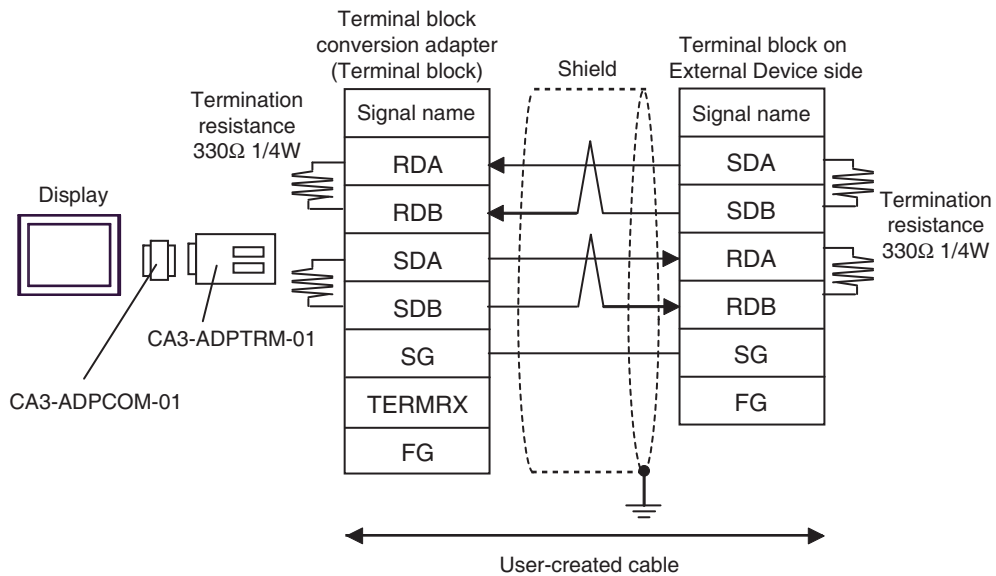 Terminal block
conversion adapter
(Terminal block)
Shield
Terminal block on
External Device side
Termination
resistance
330Ω 1/4W
Signal name
Signal name
RDA
SDA
Display
RDB
SDB
Termination
resistance
330Ω 1/4W
SDA
RDA
SDB
RDB
CA3-ADPTRM-01
SG
SG
CA3-ADPCOM-01
TERMRX
FG
FG
User-created cable